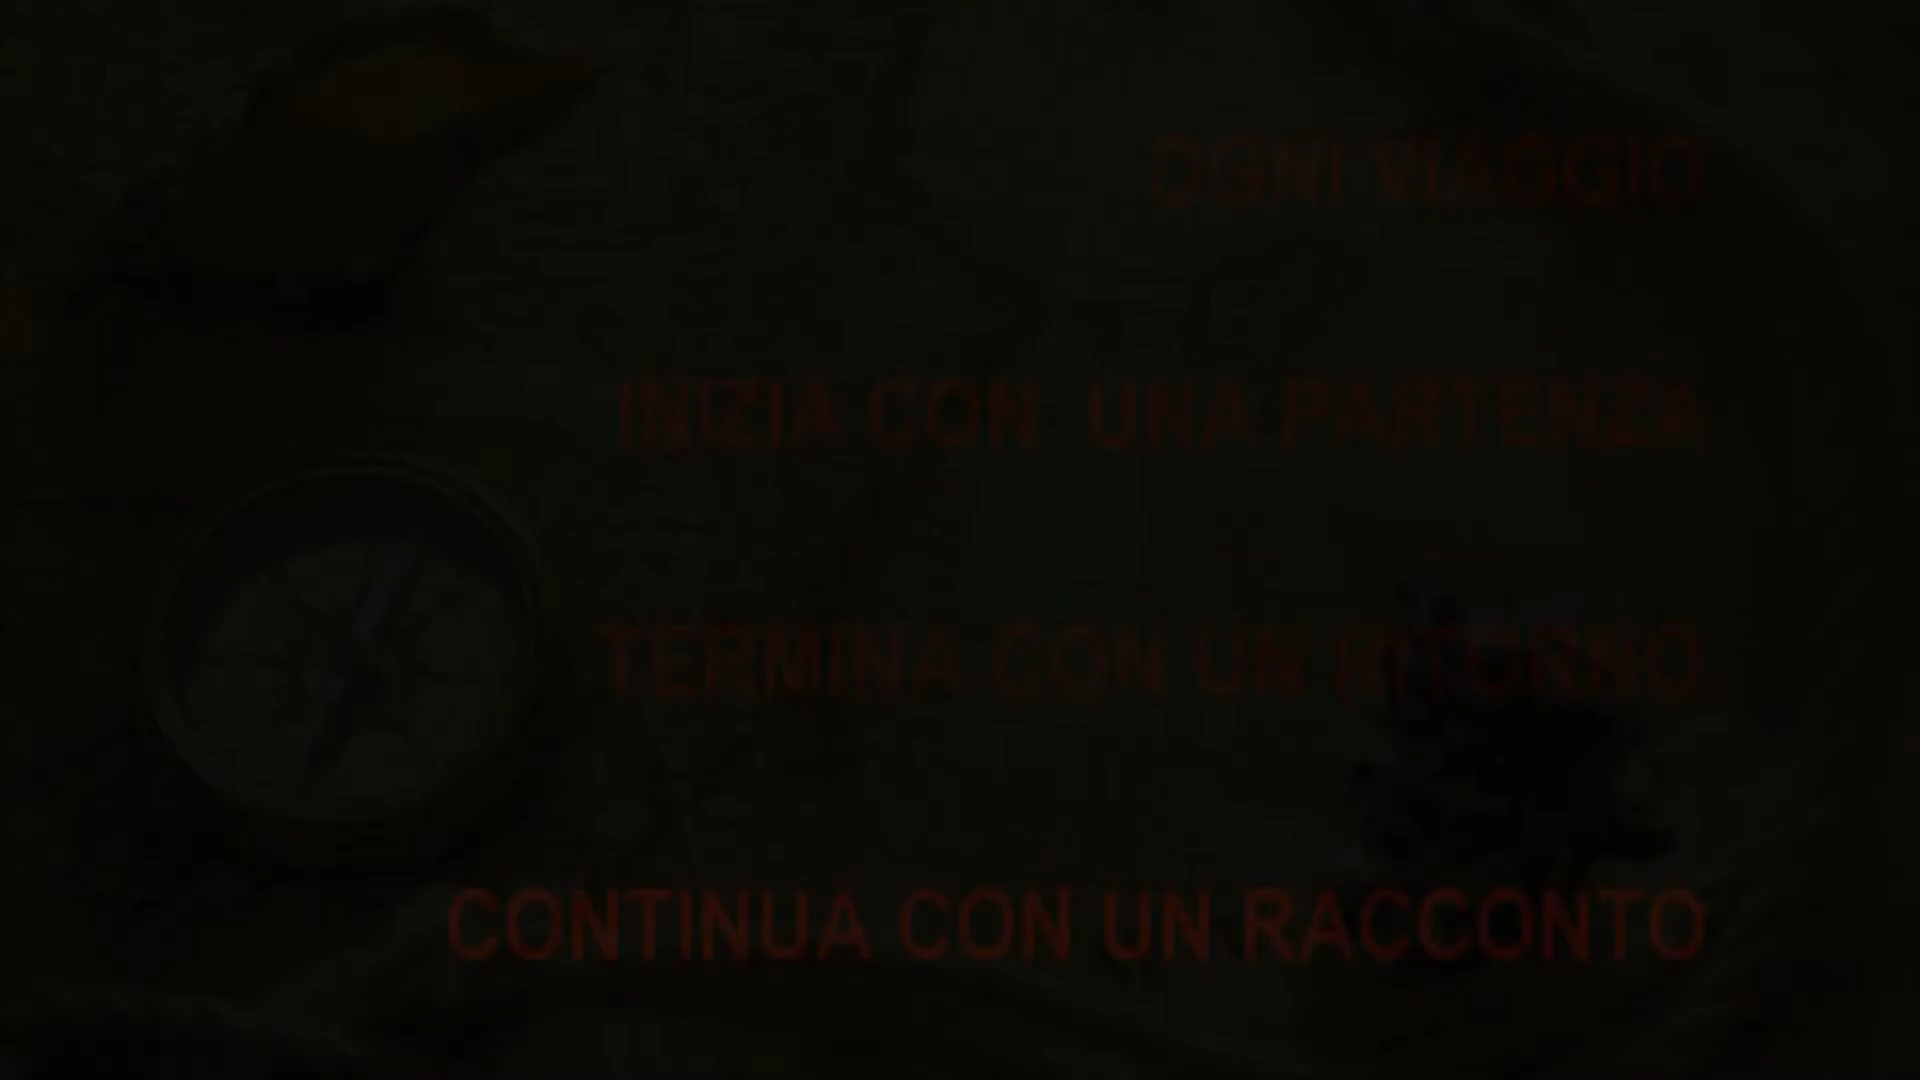 OGNI VIAGGIO
INIZIA CON UNA PARTENZA
TERMINA CON UN RITORNO
CONTINUA CON UN RACCONTO